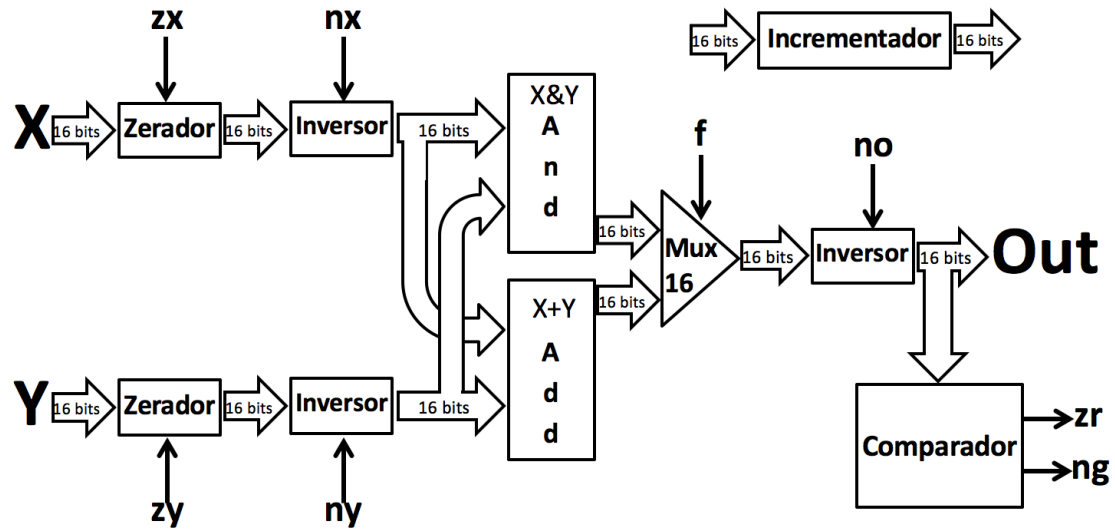 zx
nx
16 bits
Incrementador
16 bits
X
16 bits
Zerador
16 bits
Inversor
16 bits
X&Y
A
n
d
f
no
16 bits
Mux
16
16 bits
Inversor
16 bits
Out
16 bits
X+Y
A
d
d
Y
16 bits
Zerador
16 bits
Inversor
16 bits
Comparador
zr
ng
zy
ny